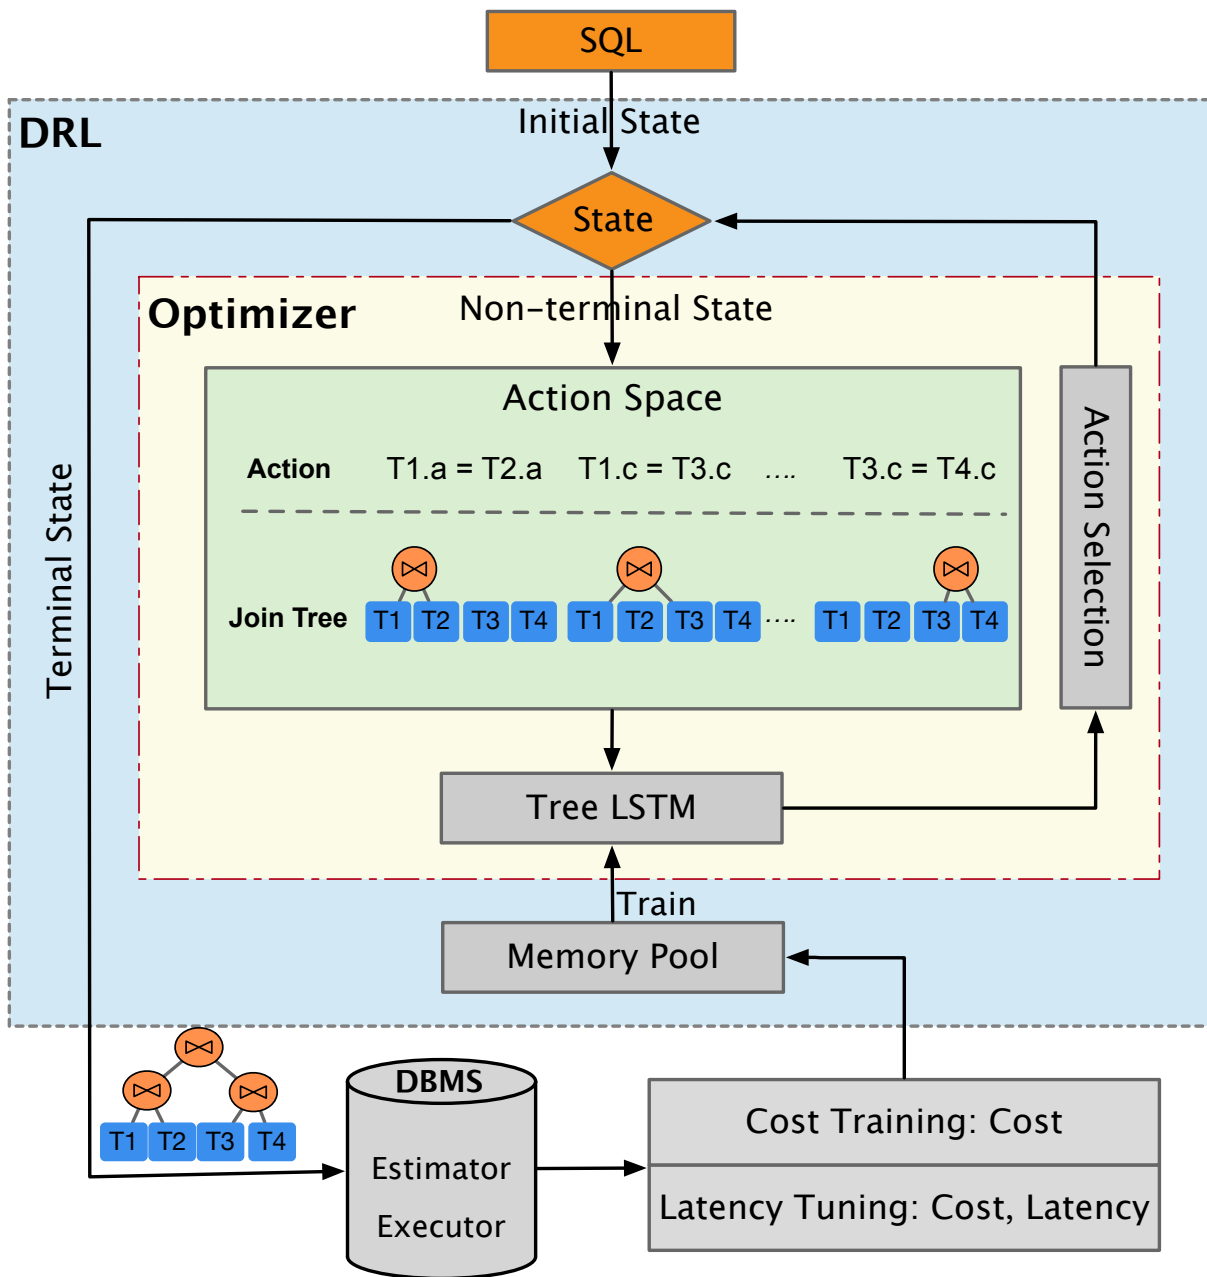 SQL
DRL
Initial State
State
Optimizer
Non-terminal State
Action Space
Action T1.a = T2.a T1.c = T3.c .... T3.c = T4.c
Join Tree T1 T2 T3 T4 T1 T2 T3 T4 .... T1 T2 T3 T4
Action Selection
Terminal State
Tree LSTM
Train
Memory Pool
T1 T2 T3 T4
DBMS
Estimator
Executor
Cost Training: Cost
Latency Tuning: Cost, Latency